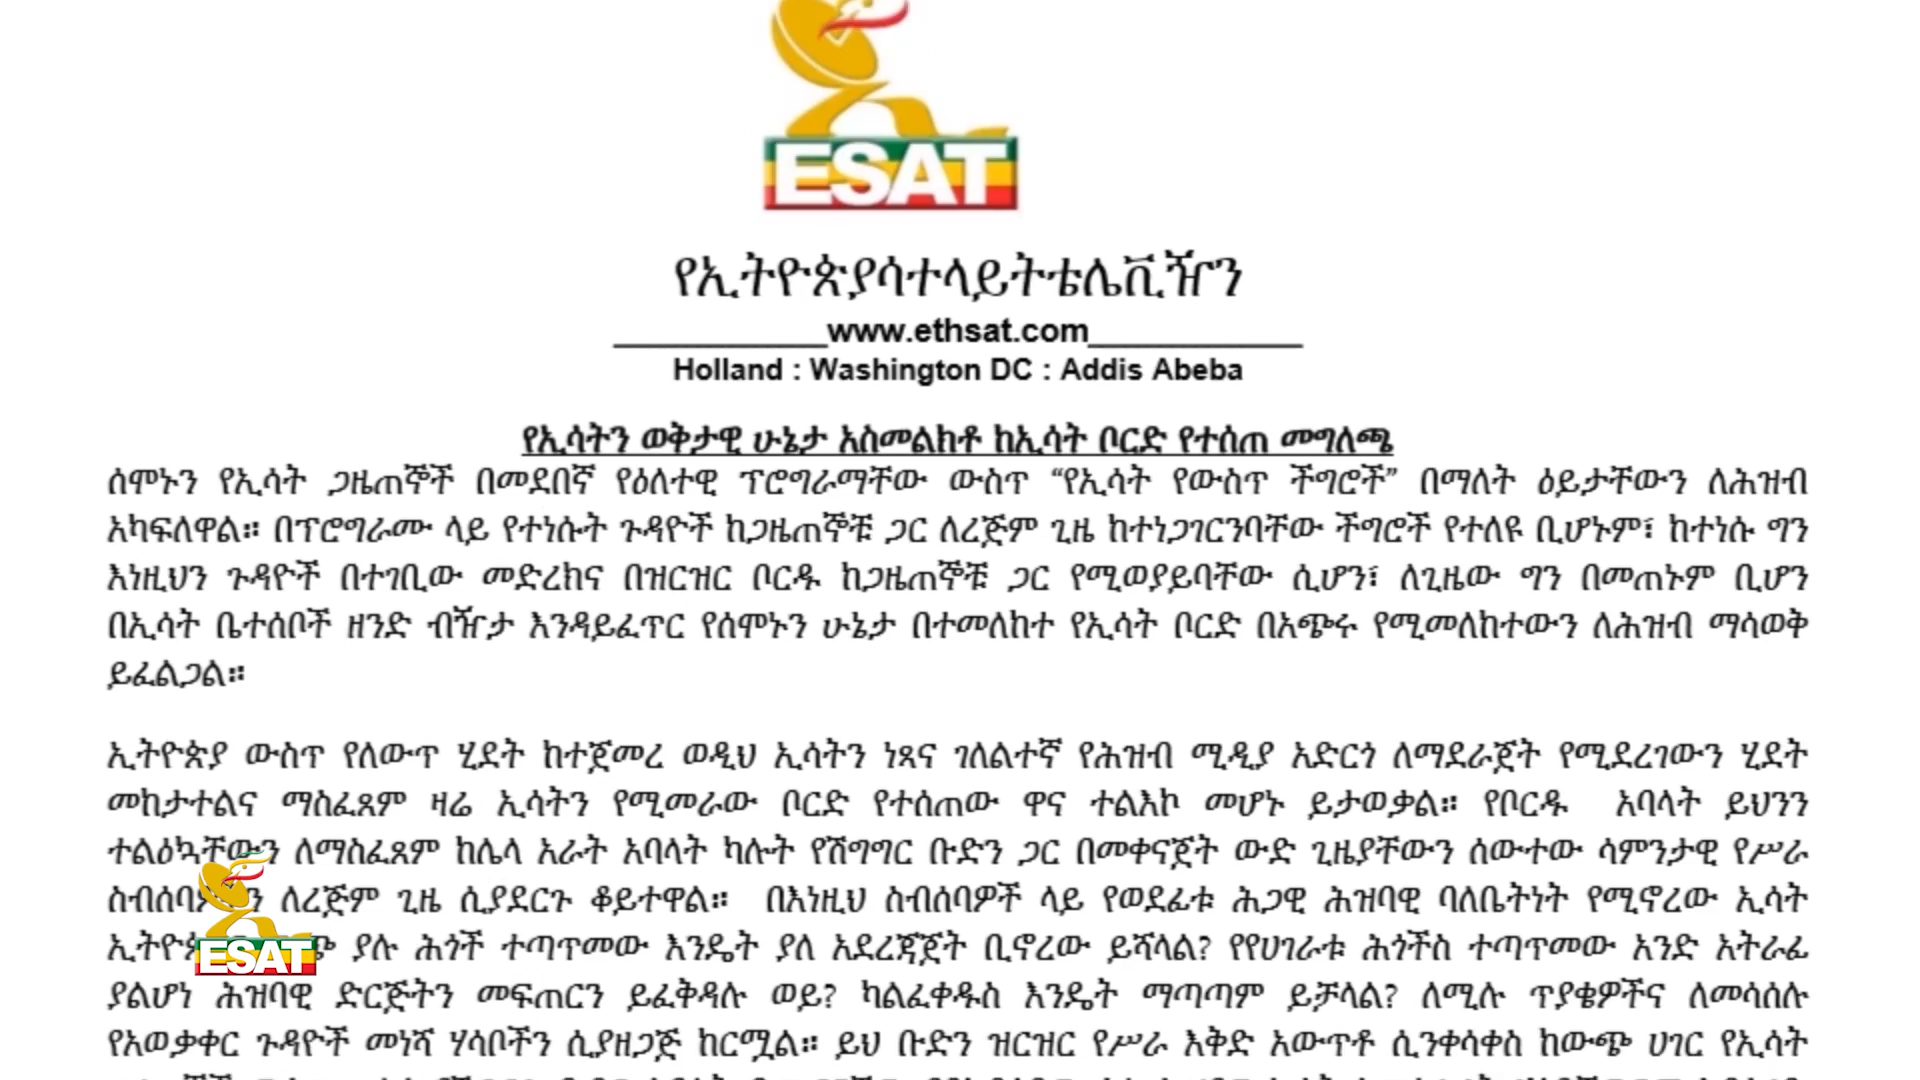 ESAT
የኢትዮጵያሳተላይትቴሌቪዥን
www.ethsat.com
Holland : Washington DC : Addis Abeba
የኢሳትን ወቅታዊ ሁኔታ አስመልክቶ ከኢሳት ቦርድ የተሰጠ መግለጫ
ሰሞኑን የኢሳት ጋዜጠኞች በመደበኛ የዕለተዊ ፕሮግራማቸው ውስጥ “የኢሳት የውስጥ ችግሮች” በማለት ዕይታቸውን ለሕዝብ
አካፍለዋል። በፕሮግራሙ ላይ የተነሱት ጉዳዮች ከጋዜጠኞቹ ጋር ለረጅም ጊዜ ከተነጋገርንባቸው ችግሮች የተለዩ ቢሆኑም፣ ከተነሱ ግን
እነዚህን ጉዳዮች በተገቢው መድረክና በዝርዝር ቦርዱ ከጋዜጠኞቹ ጋር የሚወያይባቸው ሲሆን፣ ለጊዜው ግን በመጠኑም ቢሆን
በኢሳት ቤተሰቦች ዘንድ ብዥታ እንዳይፈጥር የሰሞኑን ሁኔታ በተመለከተ የኢሳት ቦርድ በአጭሩ የሚመለከተውን ለሕዝብ ማሳወቅ
ይፈልጋል።
ኢትዮጵያ ውስጥ የለውጥ ሂደት ከተጀመረ ወዲህ ኢሳትን ነጻና ገለልተኛ የሕዝብ ሚዲያ አድርጎ ለማደራጀት የሚደረገውን ሂደት
መከታተልና ማስፈጸም ዛሬ ኢሳትን የሚመራው ቦርድ የተሰጠው ዋና ተልእኮ መሆኑ ይታወቃል። የቦርዱ አባላት ይህንን
ተልዕኳቸውን ለማስፈጸም ከሌላ አራት አባላት ካሉት የሽግግር ቡድን ጋር በመቀናጀት ውድ ጊዜያቸውን ሰውተው ሳምንታዊ የሥራ
ለረጅም ጊዜ ሲያደርጉ ቆይተዋል። በእነዚህ ስብሰባዎች ላይ የወደፊቱ ሕጋዊ ሕዝባዊ ባለቤትነት የሚኖረው ኢሳት
ያሉ ሕጎች ተጣጥመው እንዴት ያለ አደረጃጀት ቢኖረው ይሻላል? የየሀገራቱ ሕጎችስ ተጣጥመው አንድ አትራፊ
ያልሆነ ሕዝባዊ ድርጅትን መፍጠርን ይፈቅዳሉ ወይ? ካልፈቀዱስ እንዴት ማጣጣም ይቻላል? ለሚሉ ጥያቄዎችና ለመሳሰሉ
የአወቃቀር ጉዳዮች መነሻ ሃሳቦችን ሲያዘጋጅ ከርሟል። ይህ ቡድን ዝርዝር የሥራ እቅድ አውጥቶ ሲንቀሳቀስ ከውጭ ሀገር የኢሳት
ESAT